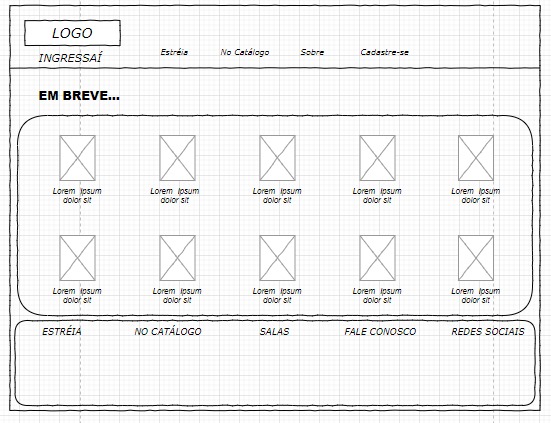 LOGO
INGRESSAÍ
Estréia No Catálogo Sobre Cadastre-se
EM BREVE...
Lorem Ipsum Lorem Ipsum Lorem Ipsum Lorem Ipsum Lorem Ipsum
dolor sit dolor sit dolor sit dolor sit dolor sit
Lorem Ipsum Lorem Ipsum Lorem Ipsum Lorem Ipsum Lorem Ipsum
dolor sit dolor sit dolor sit dolor sit dolor sit
ESTRÉIA NO CATÁLOGO SALAS FALE CONOSCO REDES SOCIAIS